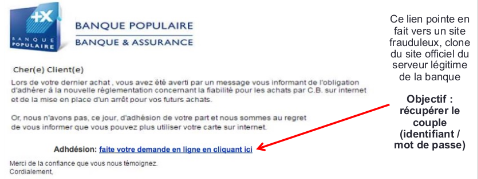 +X
BANQUE
POPULAIRE
BANQUE POPULAIRE
BANQUE & ASSURANCE
Cher(e) Client(e)
Lors de votre dernier achat , vous avez été averti par un message vous informant de l'obligation
d'adhérer à la nouvelle réglementation concernant la fiabilité pour les achats par C.B. sur internet
et de la mise en place d'un arrêt pour vos futurs achats.
Or, nous n'avons pas, ce jour, d'adhésion de votre part et nous sommes au regret
de vous informer que vous pouvez plus utiliser votre carte sur internet.
Adhédsion: faite votre demande en ligne en cliquant ici
Merci de la confiance que vous nous témoignez.
Cordialement,
Ce lien pointe en
fait vers un site
frauduleux, clone
du site officiel du
serveur légitime
de la banque
Objectif :
récupérer le
couple
(identifiant /
mot de passe)